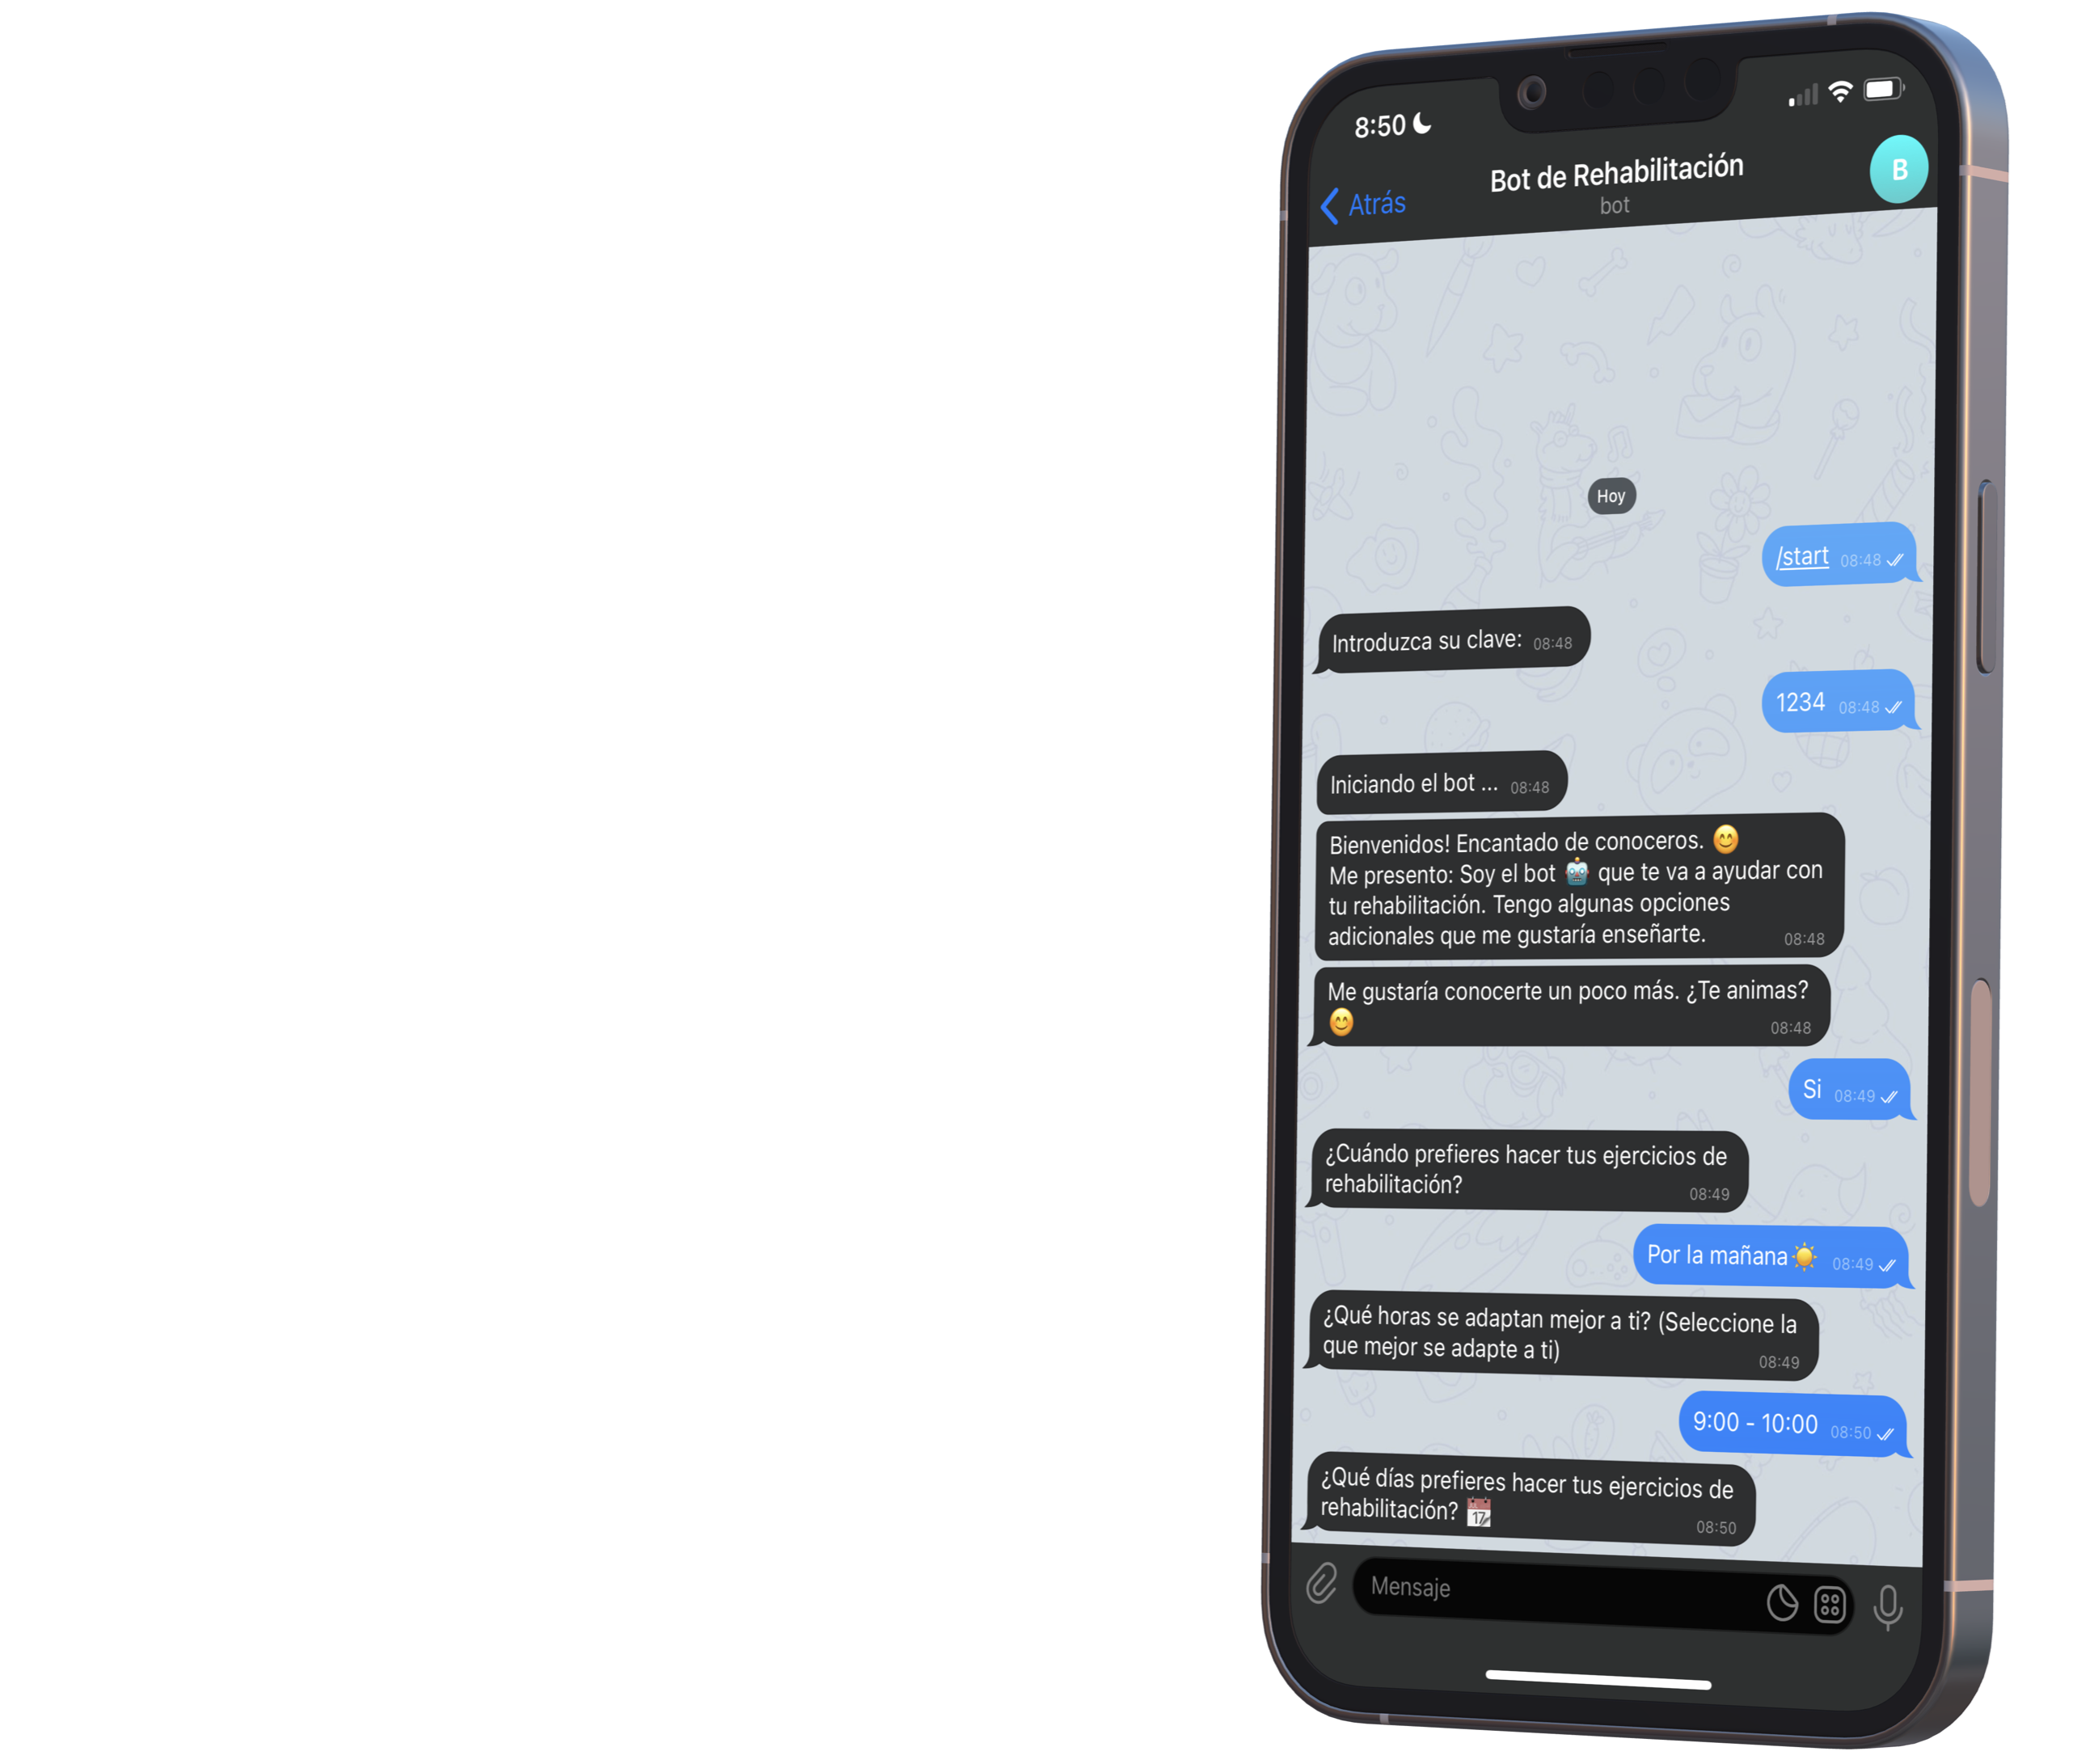 8:50
Atrás
Bot de Rehabilitación
bot
B
Hoy
/start 08:48
Introduzca su clave: 08:48
1234 08:48
Iniciando el bot ... 08:48
Bienvenidos! Encantado de conoceros. 😊
Me presento: Soy el bot 🤖 que te va a ayudar con
tu rehabilitación. Tengo algunas opciones
adicionales que me gustaría enseñarte. 08:48
Me gustaría conocerte un poco más. ¿Te animas?
😊 08:48
Si 08:49
¿Cuándo prefieres hacer tus ejercicios de
rehabilitación? 08:49
Por la mañana☀️ 08:49
¿Qué horas se adaptan mejor a ti? (Seleccione la
que mejor se adapte a ti) 08:49
9:00 - 10:00 08:50
¿Qué días prefieres hacer tus ejercicios de
rehabilitación? 📆 08:50
Mensaje